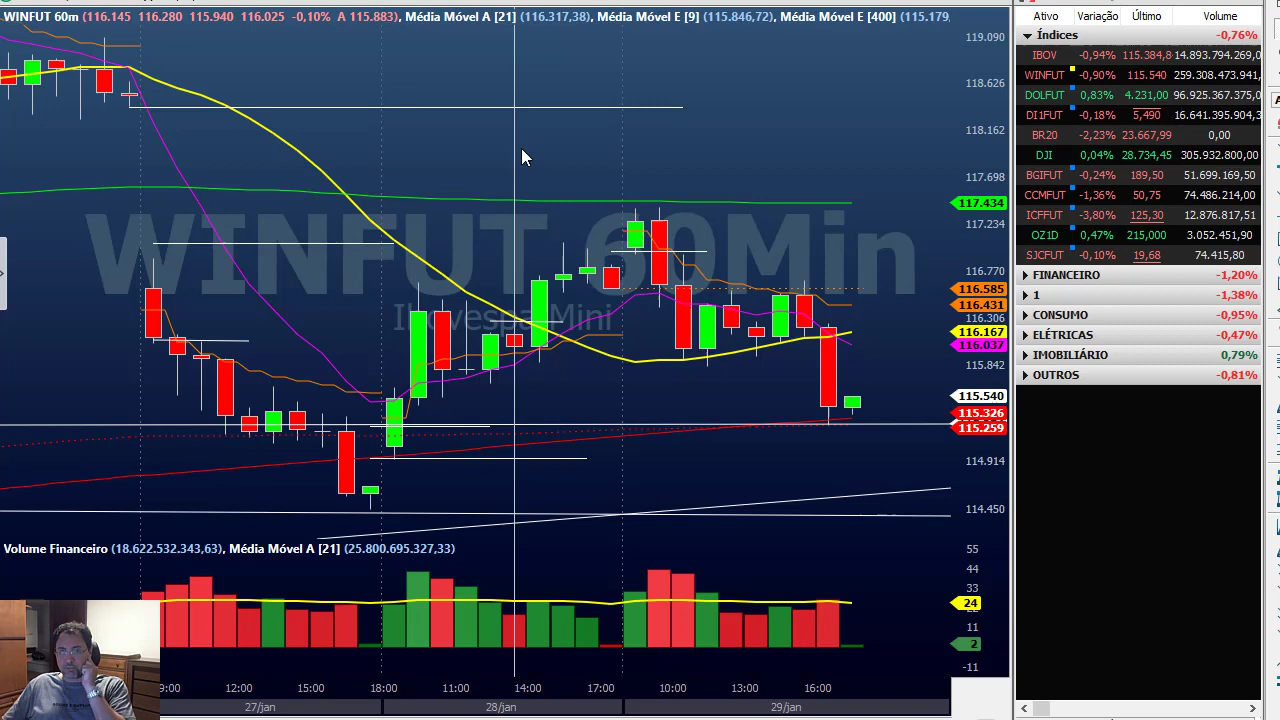 WINFUT 60m (116.145 116.280 115.940 116.025 -0,10% A 115.883), Média Móvel A [21] (116.317,38), Média Móvel E [9] (115.846,72), Média Móvel E [400] (115.179,
119.090
118.626
118.162
117.698
117.434
117.234
116.770
116.585
116.431
116.306
116.167
116.037
115.842
115.540
115.326
115.259
114.914
114.450
WINFUT 60Min
Ibovespa Mini
Volume Financeiro (18.622.532.343,63), Média Móvel A [21] (25.800.695.327,33)
55
44
33
24
11
2
-11
9:00 12:00 15:00 18:00 11:00 14:00 17:00 10:00 13:00 16:00
27/jan 28/jan 29/jan
Ativo Variação Último Volume
Índices -0,76%
IBOV -0,94% 115.384,8 14.893.794.269,0
WINFUT -0,90% 115.540 259.308.473.941,
DOLFUT 0,83% 4.231,00 96.925.367.375,0
DI1FUT -0,18% 5,490 16.641.395.904,3
BR20 -2,23% 23.667,99 0,00
DJI 0,04% 28.734,45 305.932.800,00
BGIFUT -0,24% 189,50 51.699.169,50
CCMFUT -1,36% 50,75 74.486.214,00
ICFFUT -3,80% 125,30 12.876.817,51
OZ1D 0,47% 215,000 3.052.451,90
SJCFUT -0,10% 19,68 74.415,80
FINANCEIRO -1,20%
1 -1,38%
CONSUMO -0,95%
ELÉTRICAS -0,47%
IMOBILIÁRIO 0,79%
OUTROS -0,81%